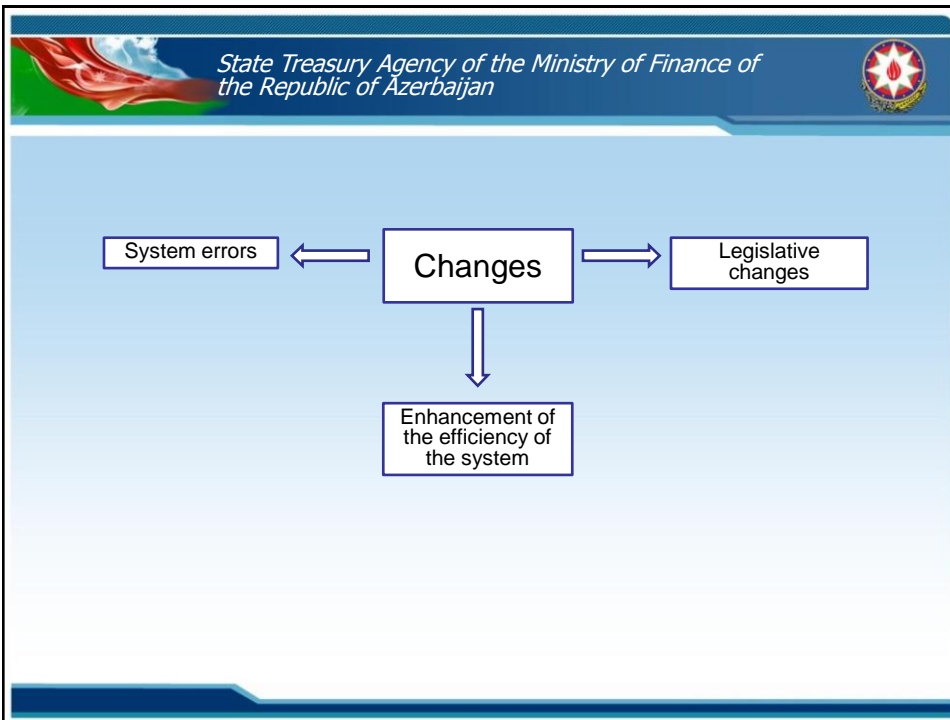 State Treasury Agency of the Ministry of Finance of
the Republic of Azerbaijan
System errors
Changes
Legislative
changes
Enhancement of
the efficiency of
the system